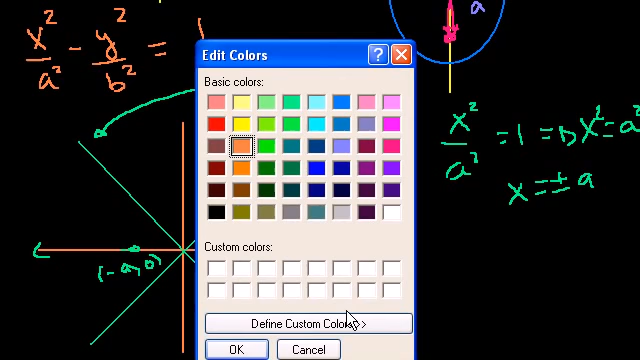 x²/a² - y²/b² =
a
Edit Colors
Basic colors:
x²/a² = 1 => x² = a²
x = ± a
(-a, 0)
Custom colors:
Define Custom Colors >>
OK
Cancel